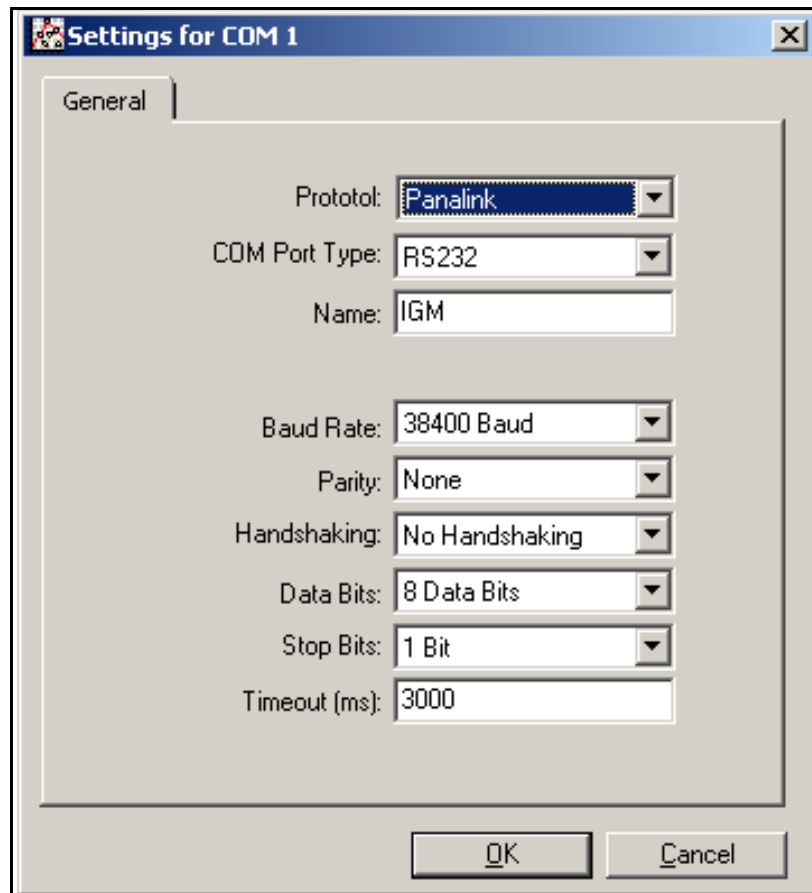 Settings for COM 1
General
Prototol: Panalink
COM Port Type: RS232
Name: IGM
Baud Rate: 38400 Baud
Parity: None
Handshaking: No Handshaking
Data Bits: 8 Data Bits
Stop Bits: 1 Bit
Timeout (ms): 3000
OK Cancel